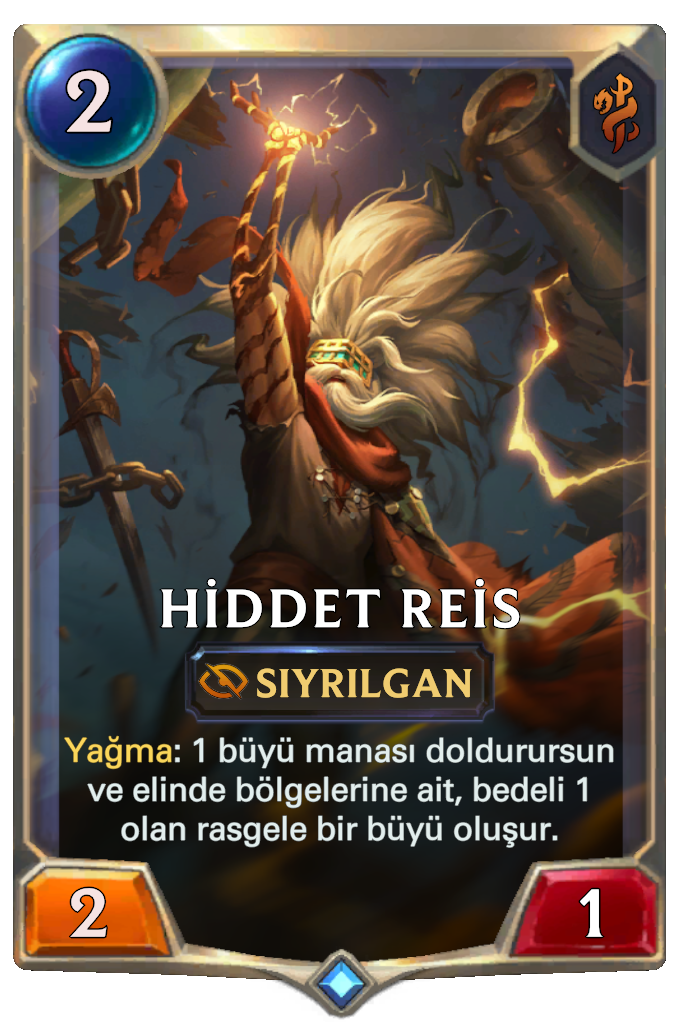 2
HİDDET REİS
SIYRILGAN
Yağma: 1 büyü manası doldurursun
ve elinde bölgelerine ait, bedeli 1
olan rasgele bir büyü oluşur.
2
1